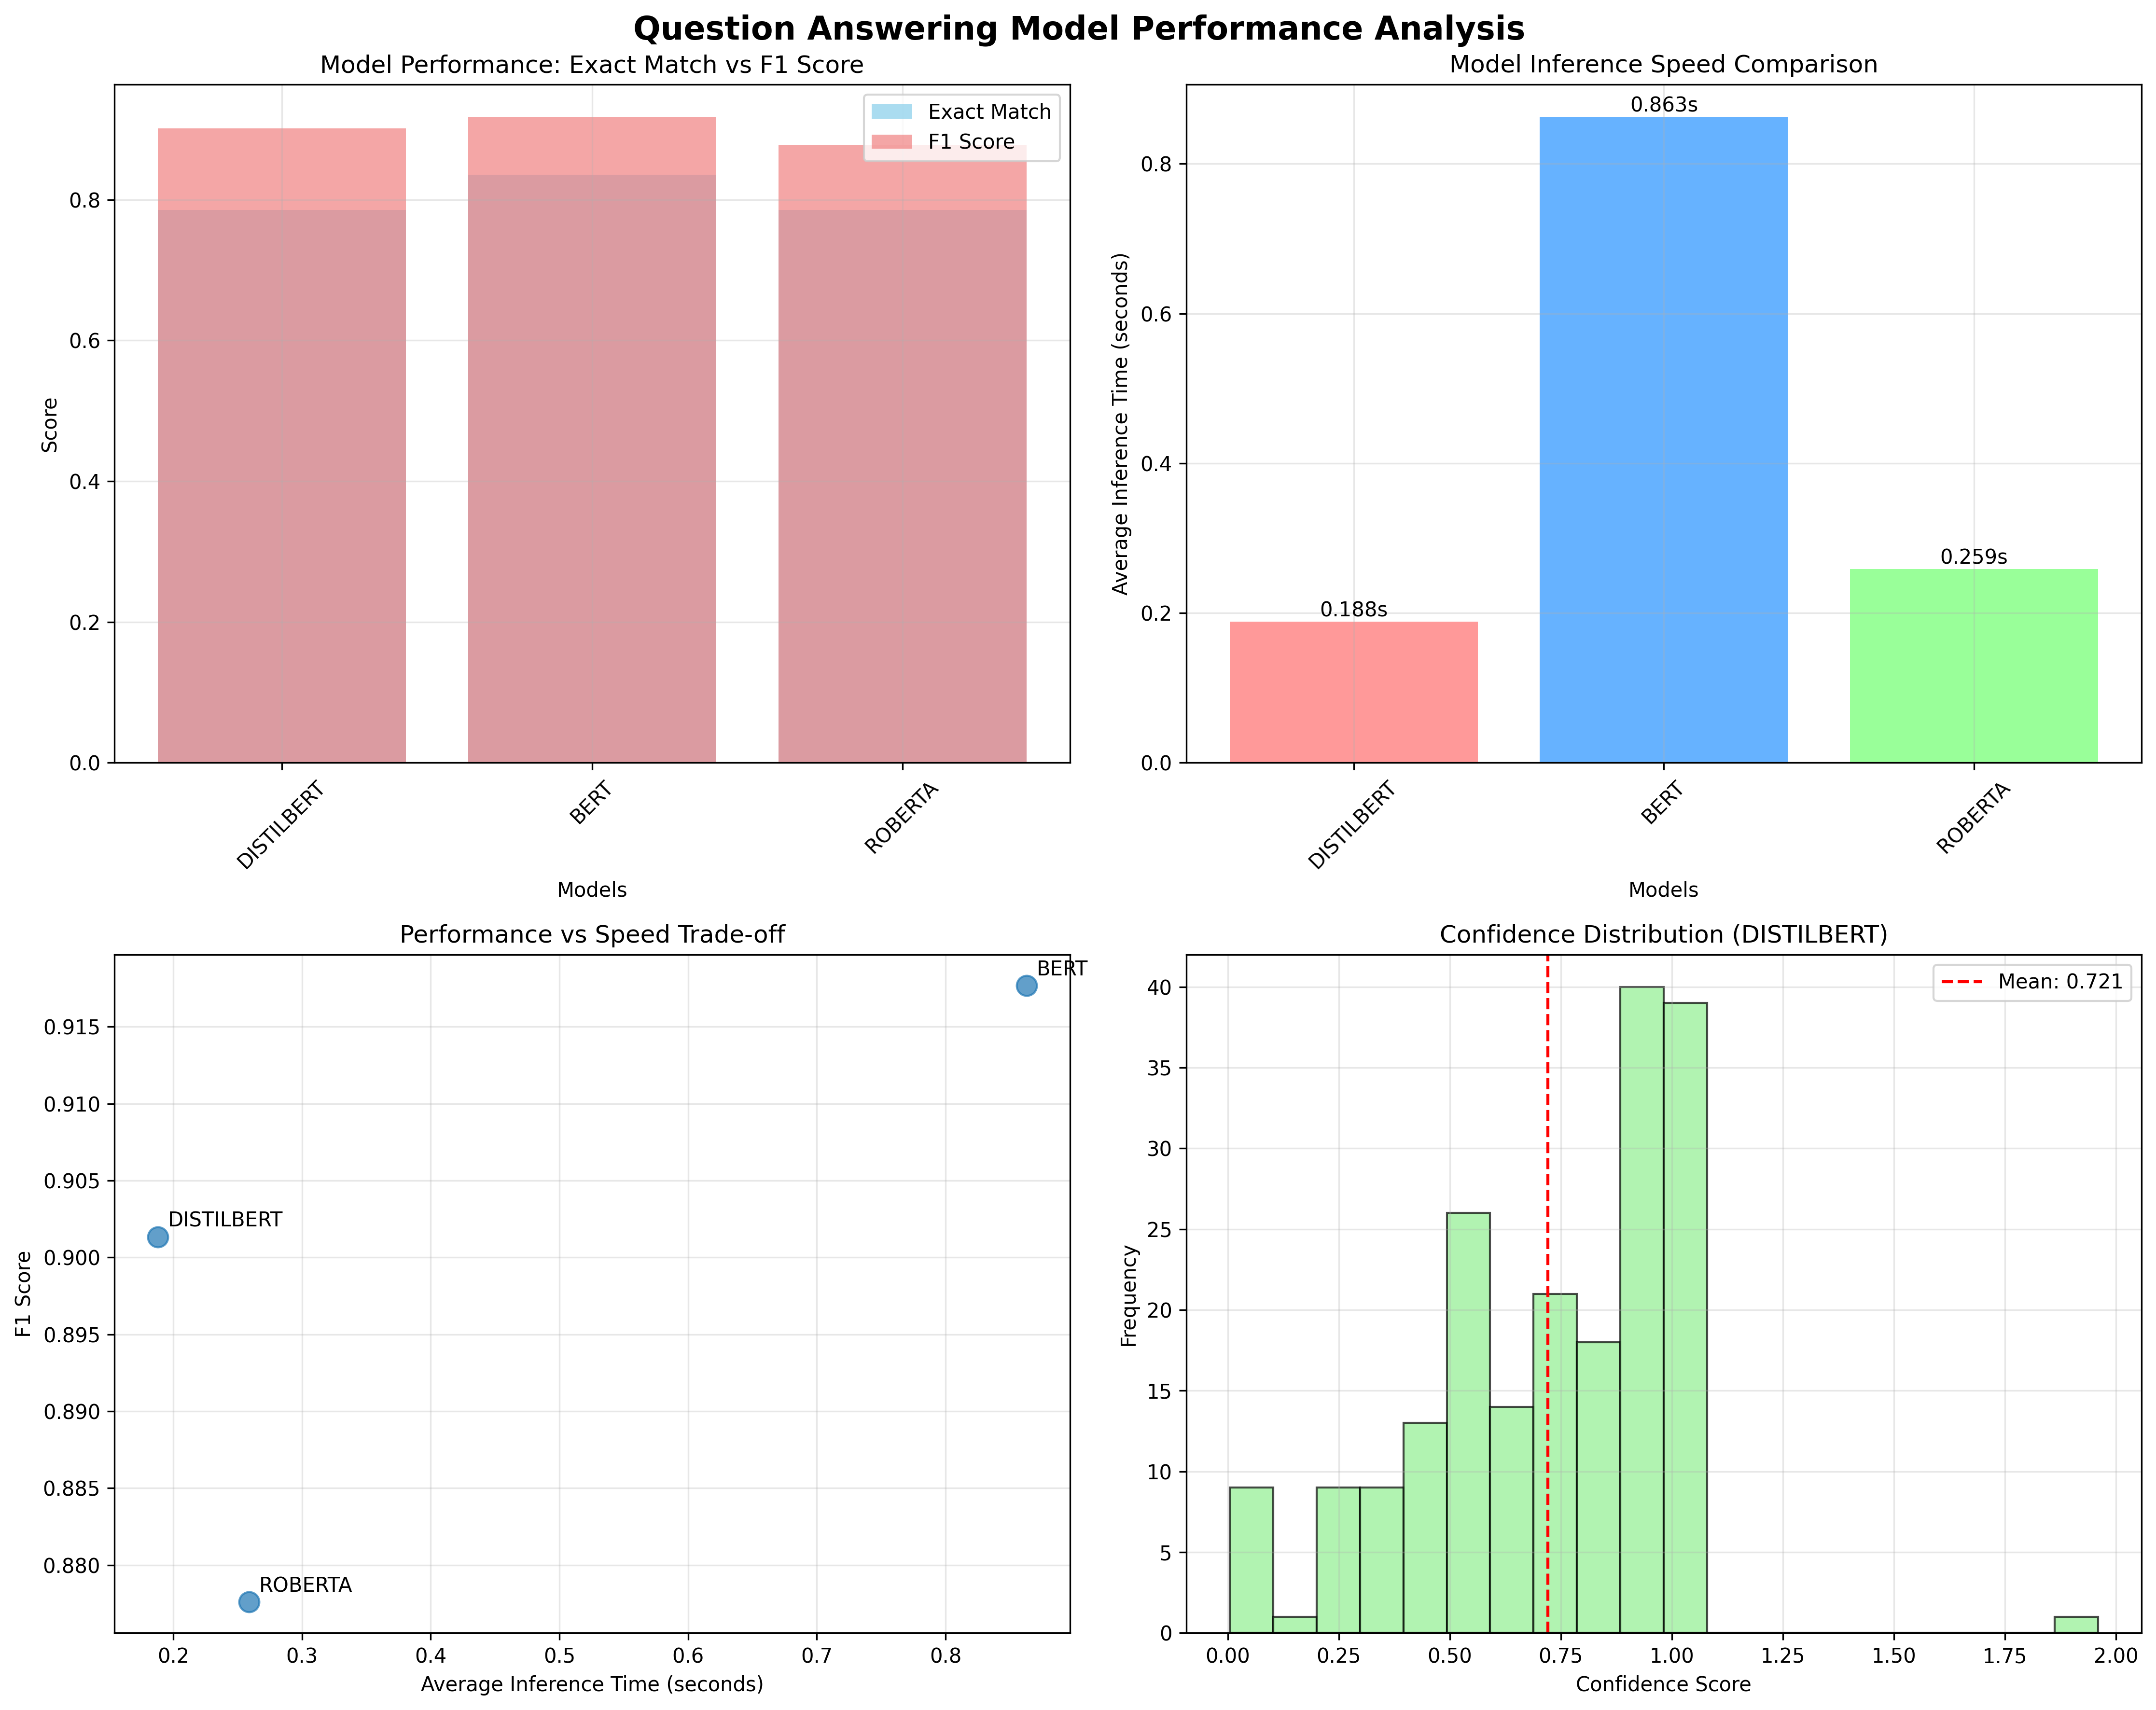 Question Answering Model Performance Analysis
Model Performance: Exact Match vs F1 Score
Exact Match
F1 Score
Score
0.8
0.6
0.4
0.2
0.0
DISTILBERT
BERT
ROBERTA
Models
Model Inference Speed Comparison
Average Inference Time (seconds)
0.8
0.6
0.4
0.2
0.0
0.188s
0.863s
0.259s
DISTILBERT
BERT
ROBERTA
Models
Performance vs Speed Trade-off
F1 Score
0.915
0.910
0.905
0.900
0.895
0.890
0.885
0.880
BERT
DISTILBERT
ROBERTA
0.2 0.3 0.4 0.5 0.6 0.7 0.8
Average Inference Time (seconds)
Confidence Distribution (DISTILBERT)
Mean: 0.721
Frequency
40
35
30
25
20
15
10
5
0
0.00 0.25 0.50 0.75 1.00 1.25 1.50 1.75 2.00
Confidence Score